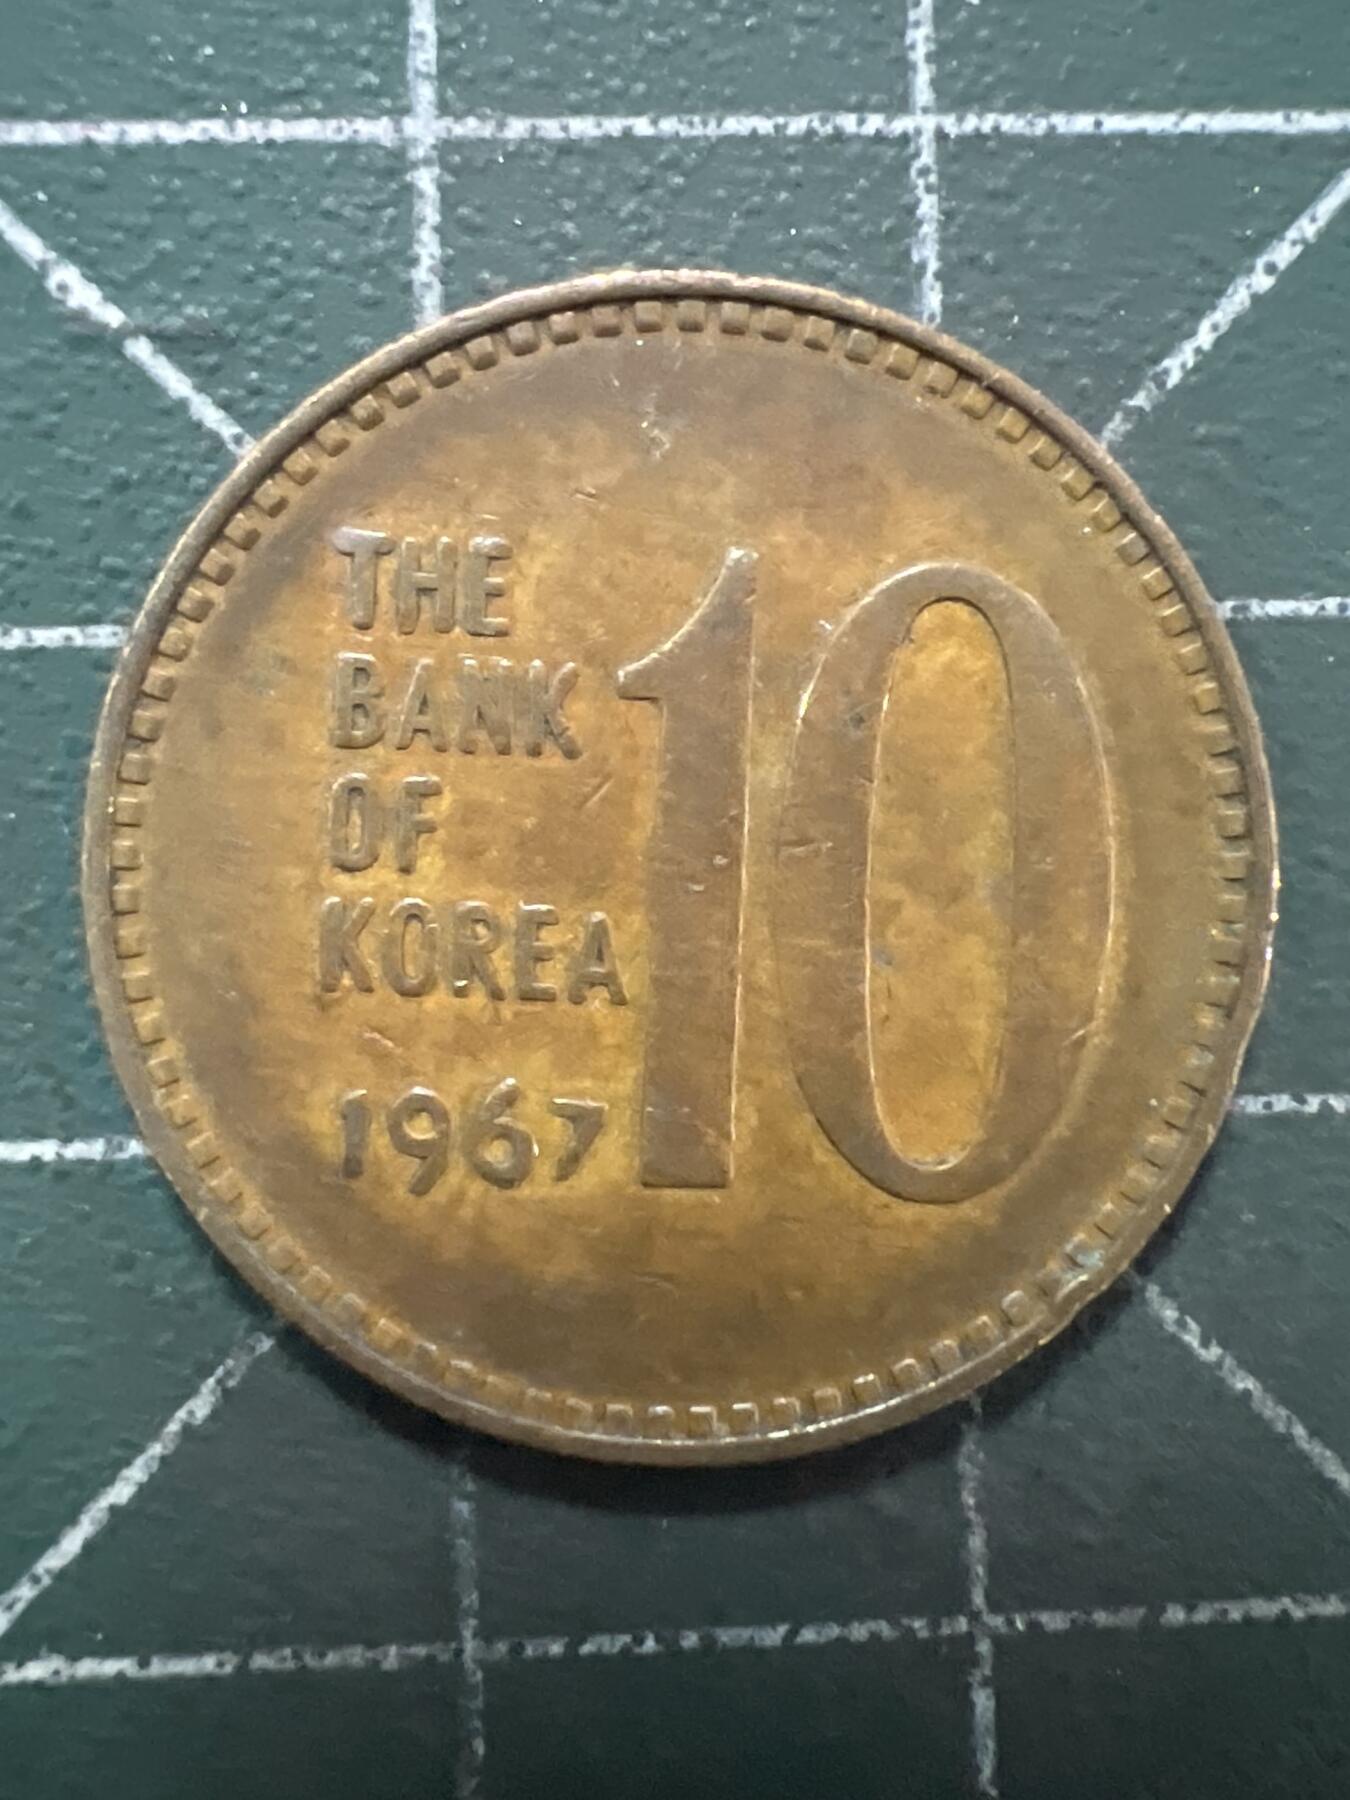 THE
BANK
OF
KOREA
1967
10